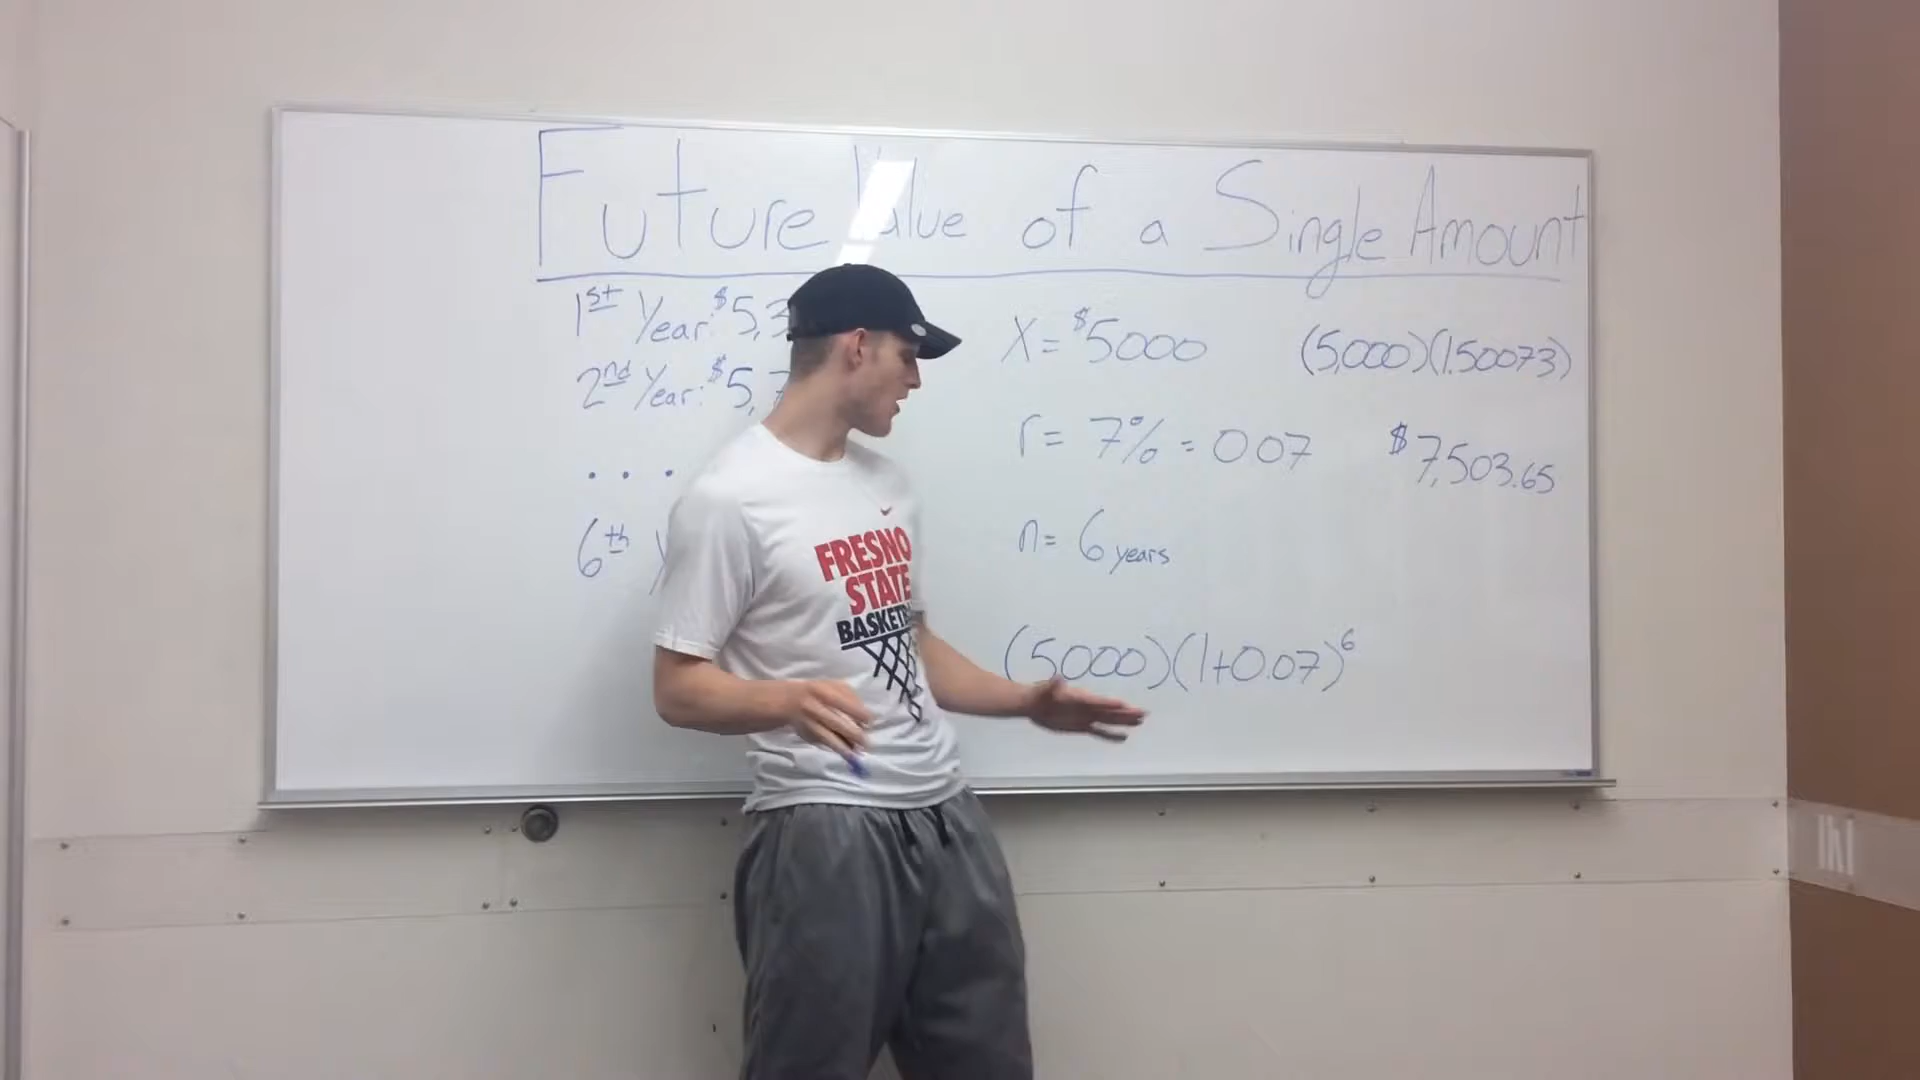 Future Value of a Single Amount
1st Year: $5,3
2nd Year: $5,7
. . .
6th Y
X = $5000
r = 7% = 0.07
n = 6 years
(5000)(1+0.07)^6
(5,000)(1.50073)
$7,503.65
FRESNO
STATE